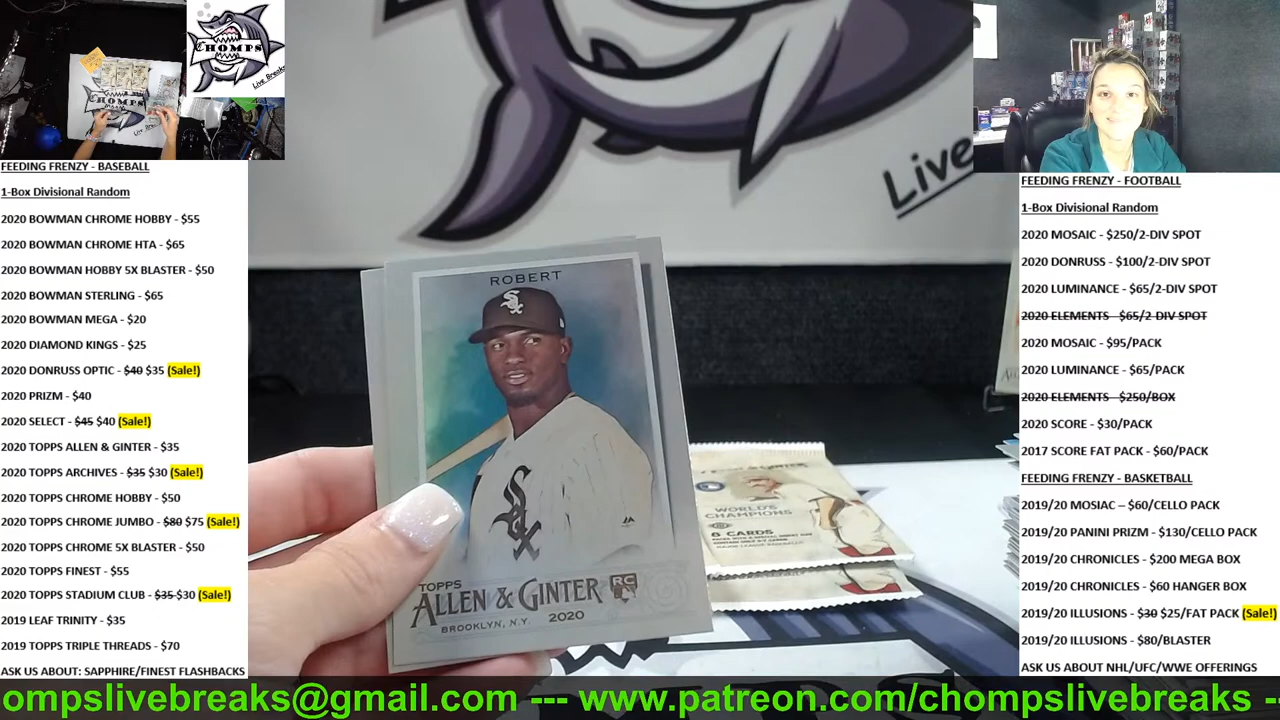 CHOMPS
Live Breaks
CHOMPS
Live
FEEDING FRENZY - BASEBALL
1-Box Divisional Random
2020 BOWMAN CHROME HOBBY - $55
2020 BOWMAN CHROME HTA - $65
2020 BOWMAN HOBBY 5X BLASTER - $50
2020 BOWMAN STERLING - $65
2020 BOWMAN MEGA - $20
2020 DIAMOND KINGS - $25
2020 DONRUSS OPTIC - $40 $35 (Sale!)
2020 PRIZM - $40
2020 SELECT - $45 $40 (Sale!)
2020 TOPPS ALLEN & GINTER - $35
2020 TOPPS ARCHIVES - $35 $30 (Sale!)
2020 TOPPS CHROME HOBBY - $50
2020 TOPPS CHROME JUMBO - $80 $75 (Sale!)
2020 TOPPS CHROME 5X BLASTER - $50
2020 TOPPS FINEST - $55
2020 TOPPS STADIUM CLUB - $35 $30 (Sale!)
2019 LEAF TRINITY - $35
2019 TOPPS TRIPLE THREADS - $70
ASK US ABOUT: SAPPHIRE/FINEST FLASHBACKS
Live
ROBERT
TOPPS
ALLEN & GINTER RC
BROOKLYN, N.Y. 2020
WORLD'S
CHAMPIONS
8 CARDS
FEEDING FRENZY - FOOTBALL
1-Box Divisional Random
2020 MOSAIC - $250/2-DIV SPOT
2020 DONRUSS - $100/2-DIV SPOT
2020 LUMINANCE - $65/2-DIV SPOT
2020 ELEMENTS - $65/2 DIV SPOT
2020 MOSAIC - $95/PACK
2020 LUMINANCE - $65/PACK
2020 ELEMENTS - $250/BOX
2020 SCORE - $30/PACK
2017 SCORE FAT PACK - $60/PACK
FEEDING FRENZY - BASKETBALL
2019/20 MOSIAC – $60/CELLO PACK
2019/20 PANINI PRIZM - $130/CELLO PACK
2019/20 CHRONICLES - $200 MEGA BOX
2019/20 CHRONICLES - $60 HANGER BOX
2019/20 ILLUSIONS - $30 $25/FAT PACK (Sale!)
2019/20 ILLUSIONS - $80/BLASTER
ASK US ABOUT NHL/UFC/WWE OFFERINGS
ompslivebreaks@gmail.com --- www.patreon.com/chompslivebreaks -